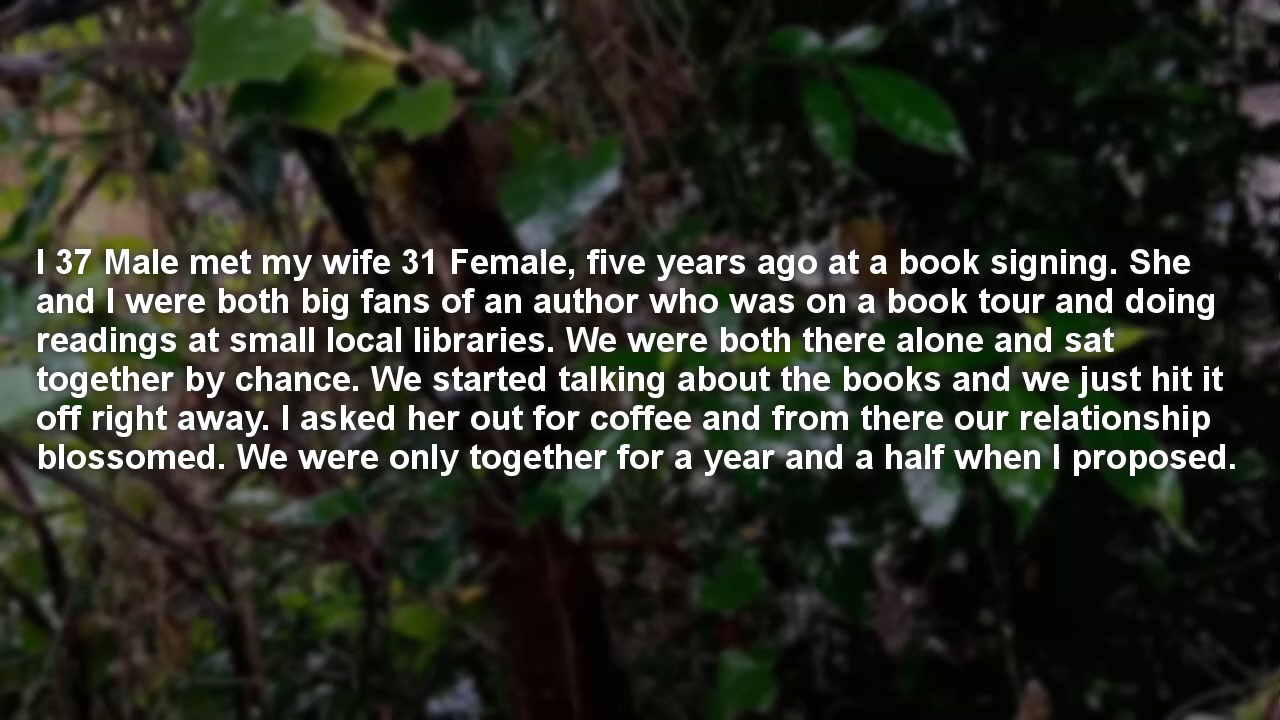 I 37 Male met my wife 31 Female, five years ago at a book signing. She
and I were both big fans of an author who was on a book tour and doing
readings at small local libraries. We were both there alone and sat
together by chance. We started talking about the books and we just hit it
off right away. I asked her out for coffee and from there our relationship
blossomed. We were only together for a year and a half when I proposed.